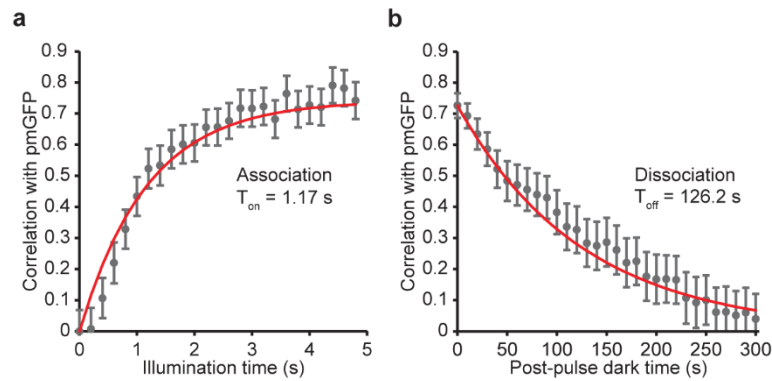 a
b
0.9
0.8
0.7
0.6
0.5
0.4
0.3
0.2
0.1
0
Correlation with pmGFP
Association
T_on = 1.17 s
0 1 2 3 4 5
Illumination time (s)
0.9
0.8
0.7
0.6
0.5
0.4
0.3
0.2
0.1
0
Correlation with pmGFP
Dissociation
T_off = 126.2 s
0 50 100 150 200 250 300
Post-pulse dark time (s)